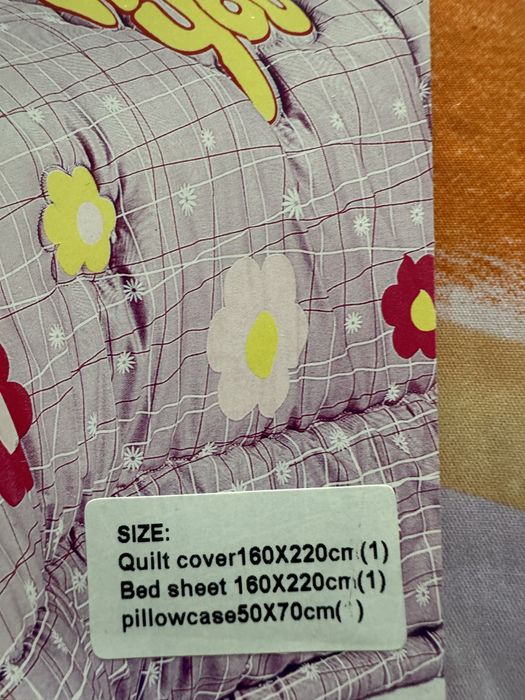 SIZE:
Quilt cover160X220cm(1)
Bed sheet 160X220cm(1)
pillowcase50X70cm( )